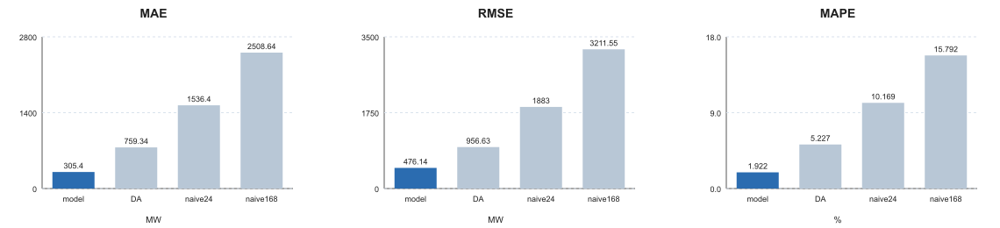 MAE
2800
1400
0
305.4
759.34
1536.4
2508.64
model DA naive24 naive168
MW
RMSE
3500
1750
0
476.14
956.63
1883
3211.55
model DA naive24 naive168
MW
MAPE
18.0
9.0
0.0
1.922
5.227
10.169
15.792
model DA naive24 naive168
%